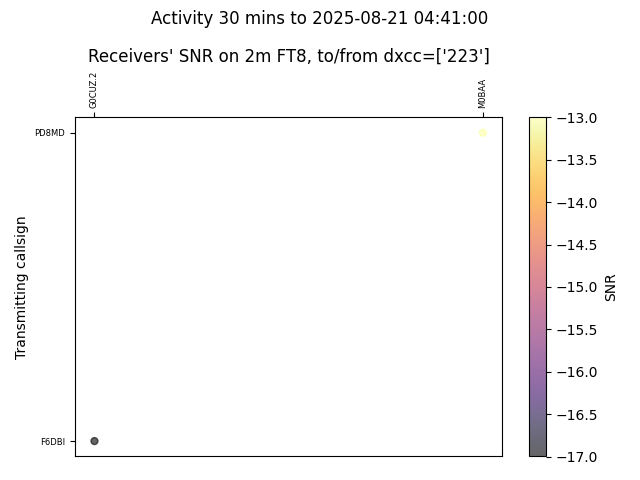 Activity 30 mins to 2025-08-21 04:41:00
Receivers' SNR on 2m FT8, to/from dxcc=['223']
G0CUZ.2
M0BAA
PD8MD
F6DBI
Transmitting callsign
−13.0
−13.5
−14.0
−14.5
−15.0
−15.5
−16.0
−16.5
−17.0
SNR